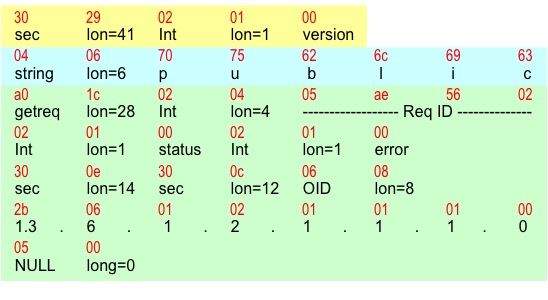 30 29 02 01 00
sec lon=41 Int lon=1 version
04 06 70 75 62 6c 69 63
string lon=6 p u b l i c
a0 1c 02 04 05 ae 56 02
getreq lon=28 Int lon=4 ------------------ Req ID --------------
02 01 00 02 01 00
Int lon=1 status Int lon=1 error
30 0e 30 0c 06 08
sec lon=14 sec lon=12 OID lon=8
2b 06 01 02 01 01 01 00
1.3 . 6 . 1 . 2 . 1 . 1 . 1 . 0
05 00
NULL long=0